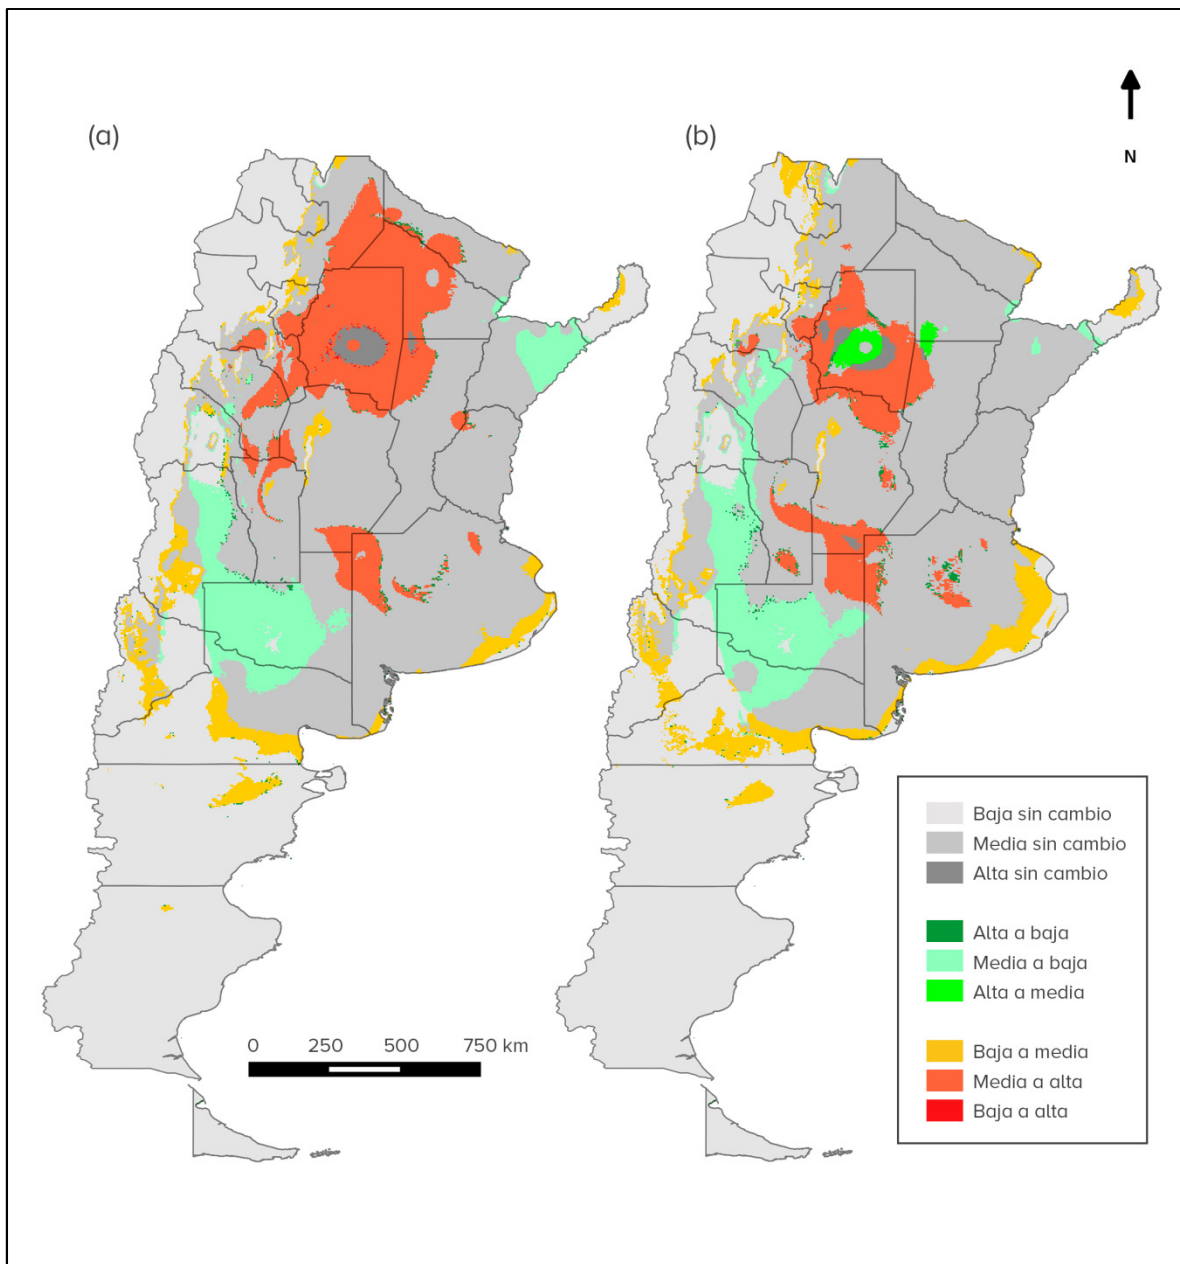 (a)
(b)
N
Baja sin cambio
Media sin cambio
Alta sin cambio
Alta a baja
Media a baja
Alta a media
Baja a media
Media a alta
Baja a alta
0 250 500 750 km